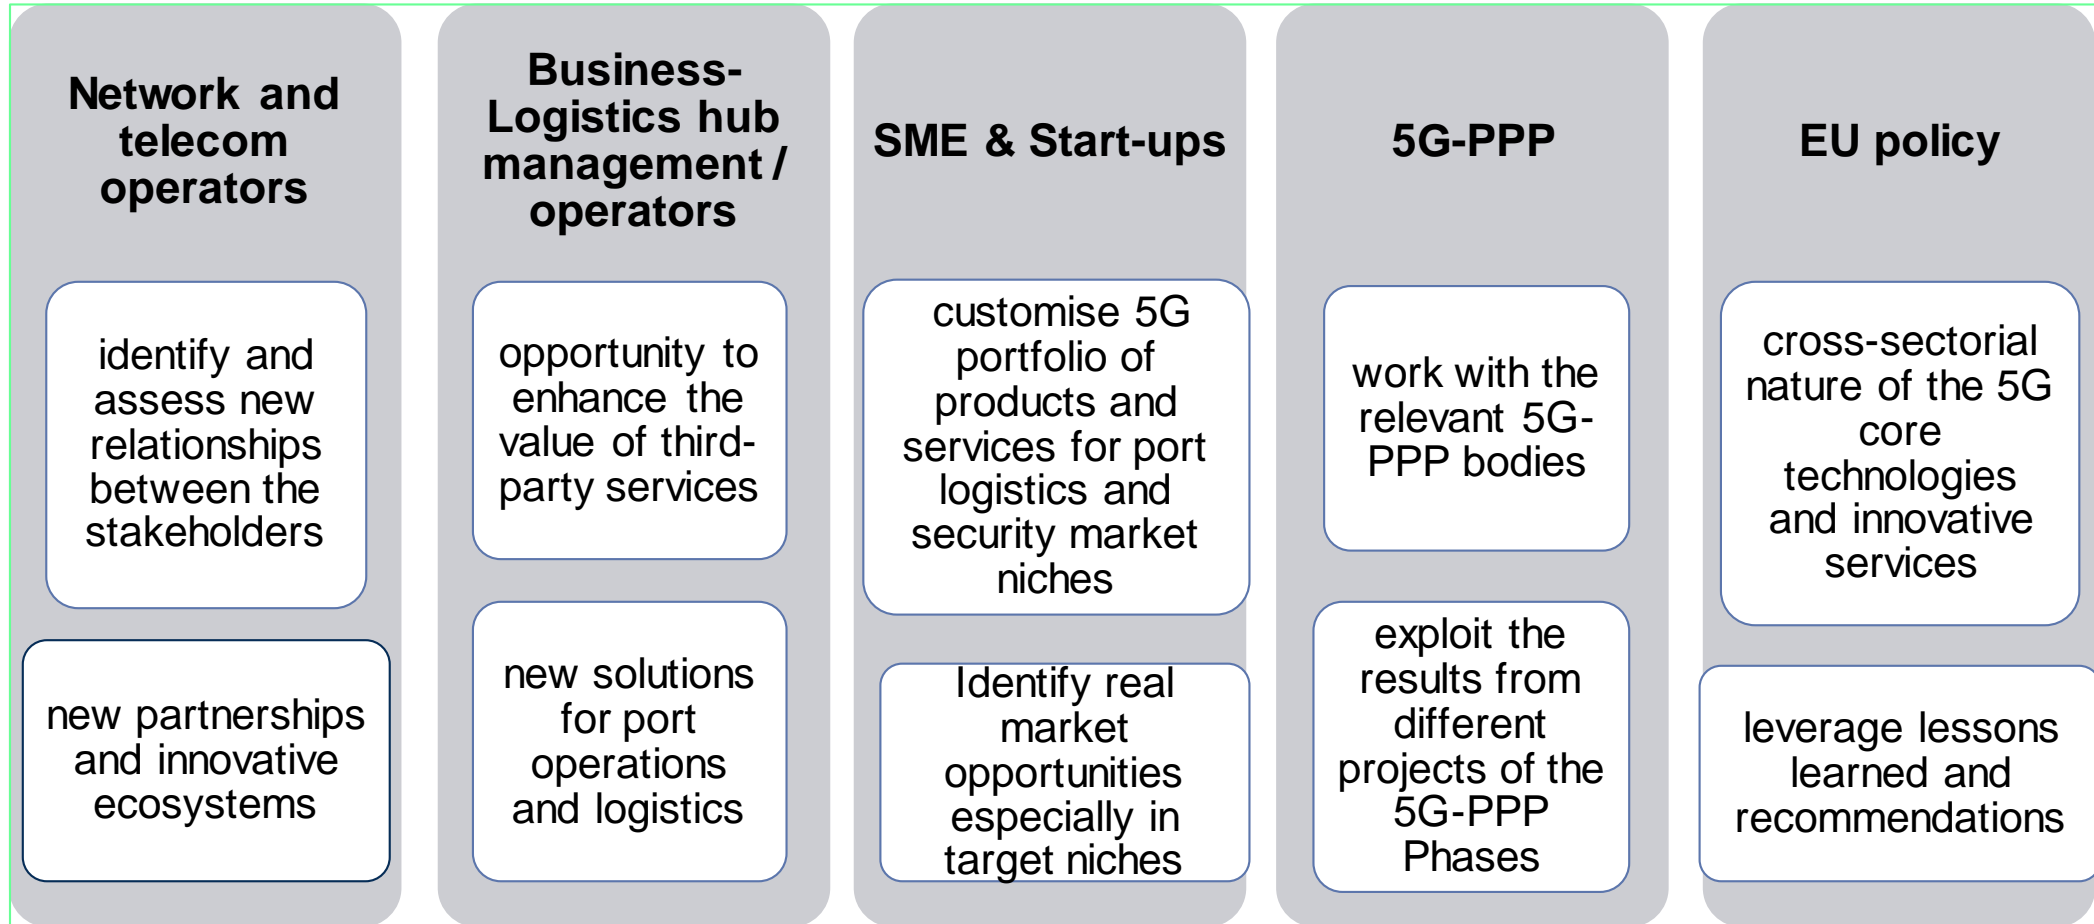 Network and
telecom
operators
identify and
assess new
relationships
between the
stakeholders
new partnerships
and innovative
ecosystems
Business-
Logistics hub
management /
operators
opportunity to
enhance the
value of third-
party services
new solutions
for port
operations
and logistics
SME & Start-ups
customise 5G
portfolio of
products and
services for port
logistics and
security market
niches
Identify real
market
opportunities
especially in
target niches
5G-PPP
work with the
relevant 5G-
PPP bodies
exploit the
results from
different
projects of the
5G-PPP
Phases
EU policy
cross-sectorial
nature of the 5G
core
technologies
and innovative
services
leverage lessons
learned and
recommendations